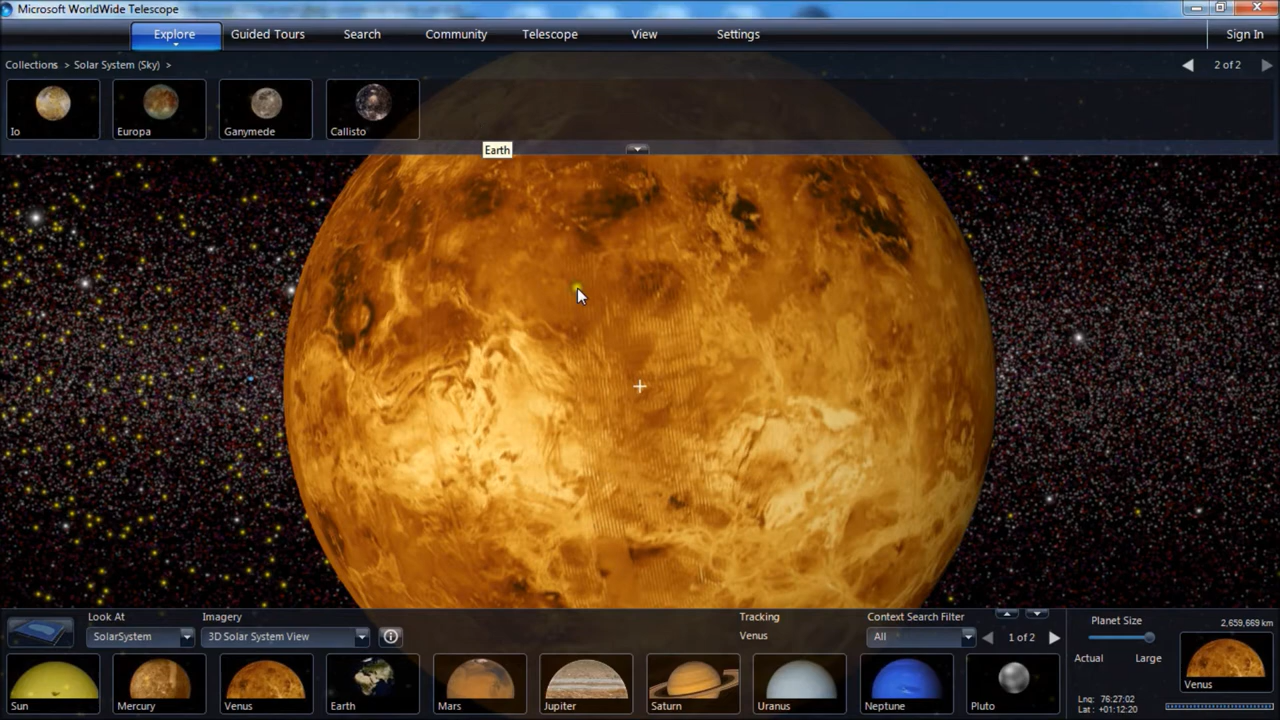 Microsoft WorldWide Telescope
Explore
Guided Tours
Search
Community
Telescope
View
Settings
Sign In
Collections > Solar System (Sky) >
2 of 2
Io
Europa
Ganymede
Callisto
Earth
Look At
SolarSystem
Imagery
3D Solar System View
Tracking
Venus
Context Search Filter
All
1 of 2
Planet Size
Actual
Large
2,659,669 km
Venus
Lng: 76:27:02
Lat : +01:12:20
Sun
Mercury
Venus
Earth
Mars
Jupiter
Saturn
Uranus
Neptune
Pluto